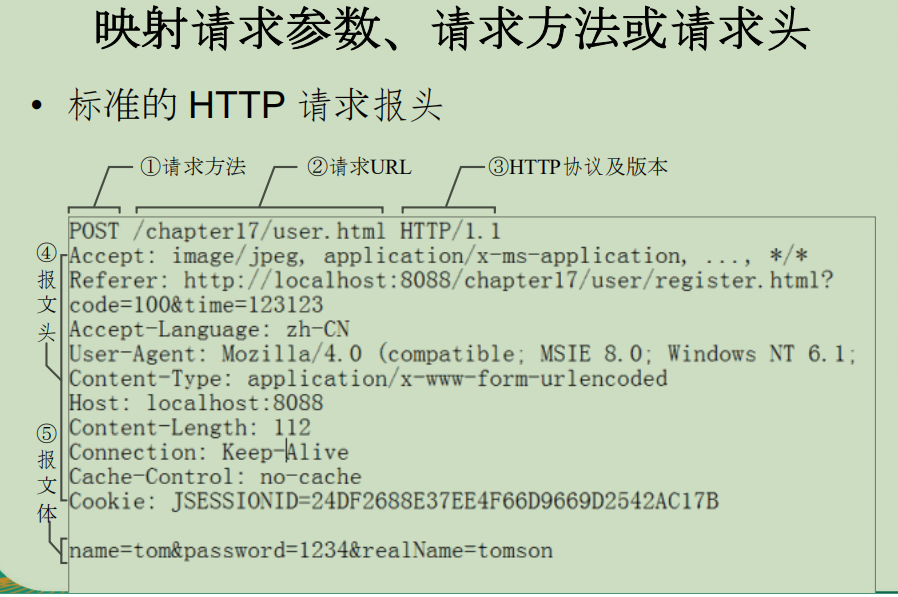 映射请求参数、请求方法或请求头
• 标准的 HTTP 请求报头
①请求方法 ②请求URL ③HTTP协议及版本
POST /chapter17/user.html HTTP/1.1
④报文头
Accept: image/jpeg, application/x-ms-application, ..., */*
Referer: http://localhost:8088/chapter17/user/register.html?
code=100&time=123123
Accept-Language: zh-CN
User-Agent: Mozilla/4.0 (compatible; MSIE 8.0; Windows NT 6.1;
Content-Type: application/x-www-form-urlencoded
Host: localhost:8088
Content-Length: 112
Connection: Keep-Alive
Cache-Control: no-cache
Cookie: JSESSIONID=24DF2688E37EE4F66D9669D2542AC17B
⑤报文体
name=tom&password=1234&realName=tomson